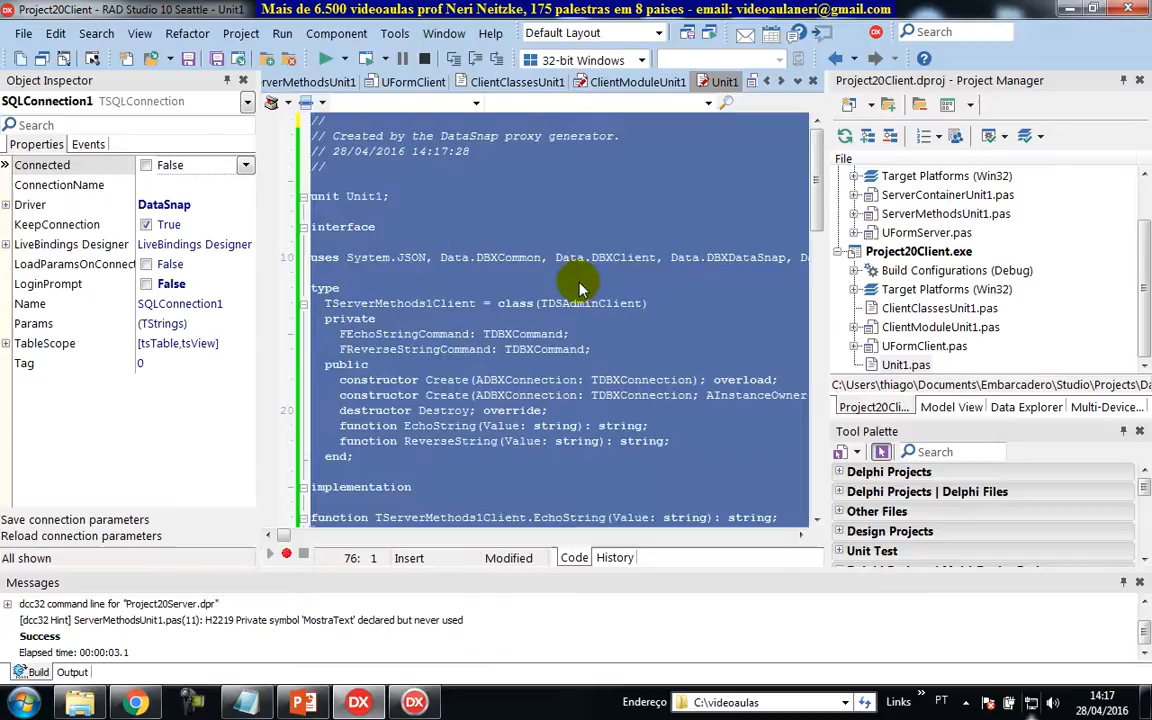 Project20Client - RAD Studio 10 Seattle - Unit1
Mais de 6.500 videoaulas prof Neri Neitzke, 175 palestras em 8 paises - email: videoaulaneri@gmail.com
File Edit Search View Refactor Project Run Component Tools Window Help
Default Layout
Search
32-bit Windows
Object Inspector
SQLConnection1 TSQLConnection
Search
Properties Events
Connected False
ConnectionName
Driver DataSnap
KeepConnection True
LiveBindings Designer LiveBindings Designer
LoadParamsOnConnect False
LoginPrompt False
Name SQLConnection1
Params (TStrings)
TableScope [tsTable,tsView]
Tag 0
Save connection parameters
Reload connection parameters
All shown
erverMethodsUnit1 UFormClient ClientClassesUnit1 ClientModuleUnit1 Unit1
//
// Created by the DataSnap proxy generator.
// 28/04/2016 14:17:28
//
unit Unit1;
interface
10 uses System.JSON, Data.DBXCommon, Data.DBXClient, Data.DBXDataSnap, Da
type
TServerMethods1Client = class(TDSAdminClient)
private
FEchoStringCommand: TDBXCommand;
FReverseStringCommand: TDBXCommand;
public
constructor Create(ADBXConnection: TDBXConnection); overload;
constructor Create(ADBXConnection: TDBXConnection; AInstanceOwner
20 destructor Destroy; override;
function EchoString(Value: string): string;
function ReverseString(Value: string): string;
end;
implementation
function TServerMethods1Client.EchoString(Value: string): string;
76: 1 Insert Modified Code History
Project20Client.dproj - Project Manager
File
Target Platforms (Win32)
ServerContainerUnit1.pas
ServerMethodsUnit1.pas
UFormServer.pas
Project20Client.exe
Build Configurations (Debug)
Target Platforms (Win32)
ClientClassesUnit1.pas
ClientModuleUnit1.pas
UFormClient.pas
Unit1.pas
C:\Users\thiago\Documents\Embarcadero\Studio\Projects\Da
Project20Cli... Model View Data Explorer Multi-Device...
Tool Palette
Search
Delphi Projects
Delphi Projects | Delphi Files
Other Files
Design Projects
Unit Test
Messages
dcc32 command line for "Project20Server.dpr"
[dcc32 Hint] ServerMethodsUnit1.pas(11): H2219 Private symbol 'MostraText' declared but never used
Success
Elapsed time: 00:00:03.1
Build Output
Endereço C:\videoaulas
Links
PT
14:17
28/04/2016